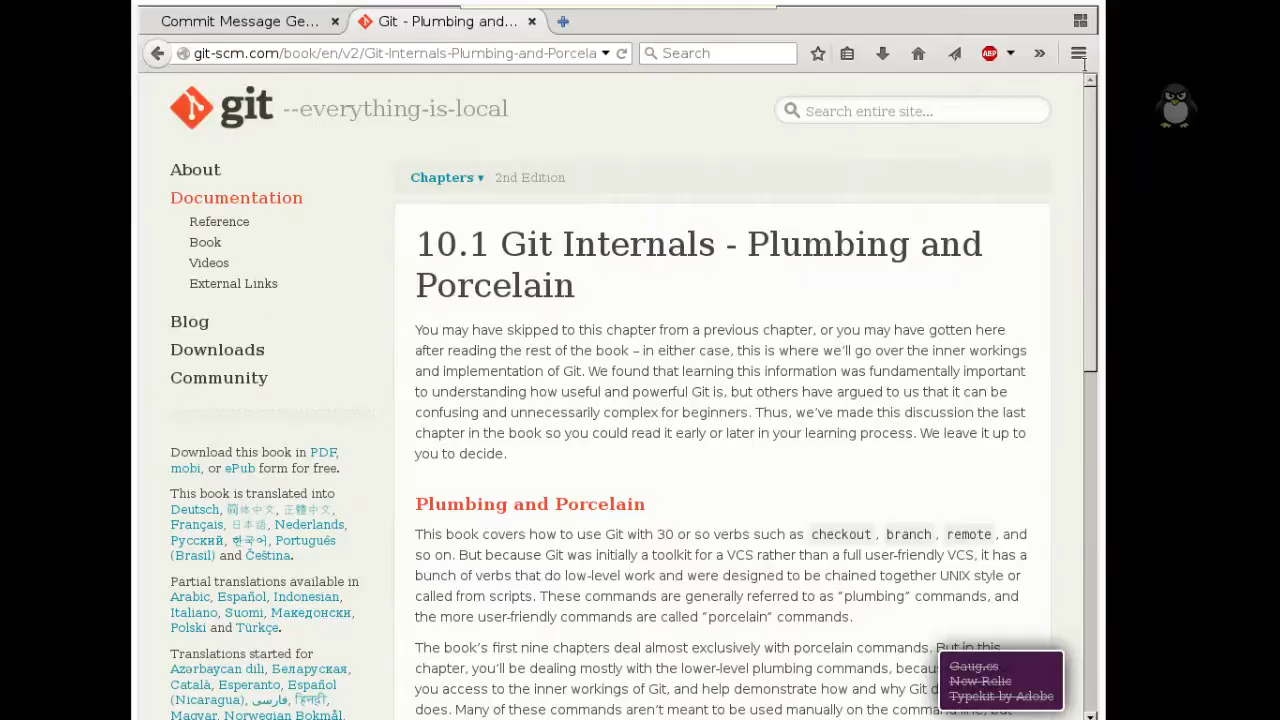 Commit Message Ge...
Git - Plumbing and...
git-scm.com/book/en/v2/Git-Internals-Plumbing-and-Porcela
Search
ABP
git --everything-is-local
Search entire site...
About
Documentation
Reference
Book
Videos
External Links
Blog
Downloads
Community
Download this book in PDF,
mobi, or ePub form for free.
This book is translated into
Deutsch, 简体中文, 正體中文,
Français, 日本語, Nederlands,
Русский, 한국어, Português
(Brasil) and Čeština.
Partial translations available in
Arabic, Español, Indonesian,
Italiano, Suomi, Македонски,
Polski and Türkçe.
Translations started for
Azərbaycan dili, Беларуская,
Català, Esperanto, Español
(Nicaragua), فارسی, हिन्दी,
Magyar, Norwegian Bokmål,
Chapters ▾ 2nd Edition
10.1 Git Internals - Plumbing and
Porcelain
You may have skipped to this chapter from a previous chapter, or you may have gotten here
after reading the rest of the book – in either case, this is where we'll go over the inner workings
and implementation of Git. We found that learning this information was fundamentally important
to understanding how useful and powerful Git is, but others have argued to us that it can be
confusing and unnecessarily complex for beginners. Thus, we've made this discussion the last
chapter in the book so you could read it early or later in your learning process. We leave it up to
you to decide.
Plumbing and Porcelain
This book covers how to use Git with 30 or so verbs such as checkout, branch, remote, and
so on. But because Git was initially a toolkit for a VCS rather than a full user-friendly VCS, it has a
bunch of verbs that do low-level work and were designed to be chained together UNIX style or
called from scripts. These commands are generally referred to as "plumbing" commands, and
the more user-friendly commands are called "porcelain" commands.
The book's first nine chapters deal almost exclusively with porcelain commands. But in this
chapter, you'll be dealing mostly with the lower-level plumbing commands, becau
you access to the inner workings of Git, and help demonstrate how and why Git d
does. Many of these commands aren't meant to be used manually on the command line, but
Gaug.es
New Relic
Typekit by Adobe